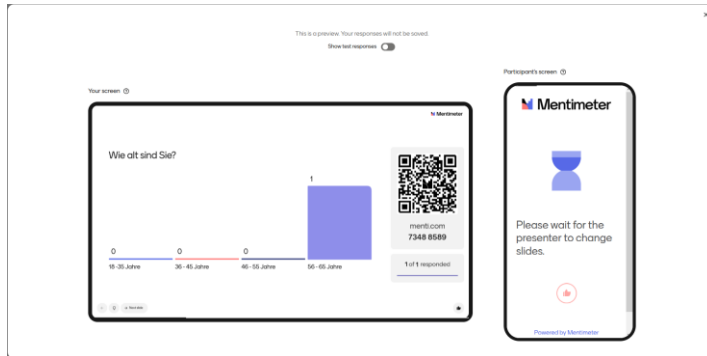 This is a preview. Your responses will not be saved.
Show test responses
Your screen
Participant's screen
Mentimeter
Wie alt sind Sie?
0
18-35 Jahre
0
36-45 Jahre
0
46-55 Jahre
1
56-65 Jahre
menti.com
7348 8589
1 of 1 responded
Mentimeter
Please wait for the
presenter to change
slides.
Powered by Mentimeter